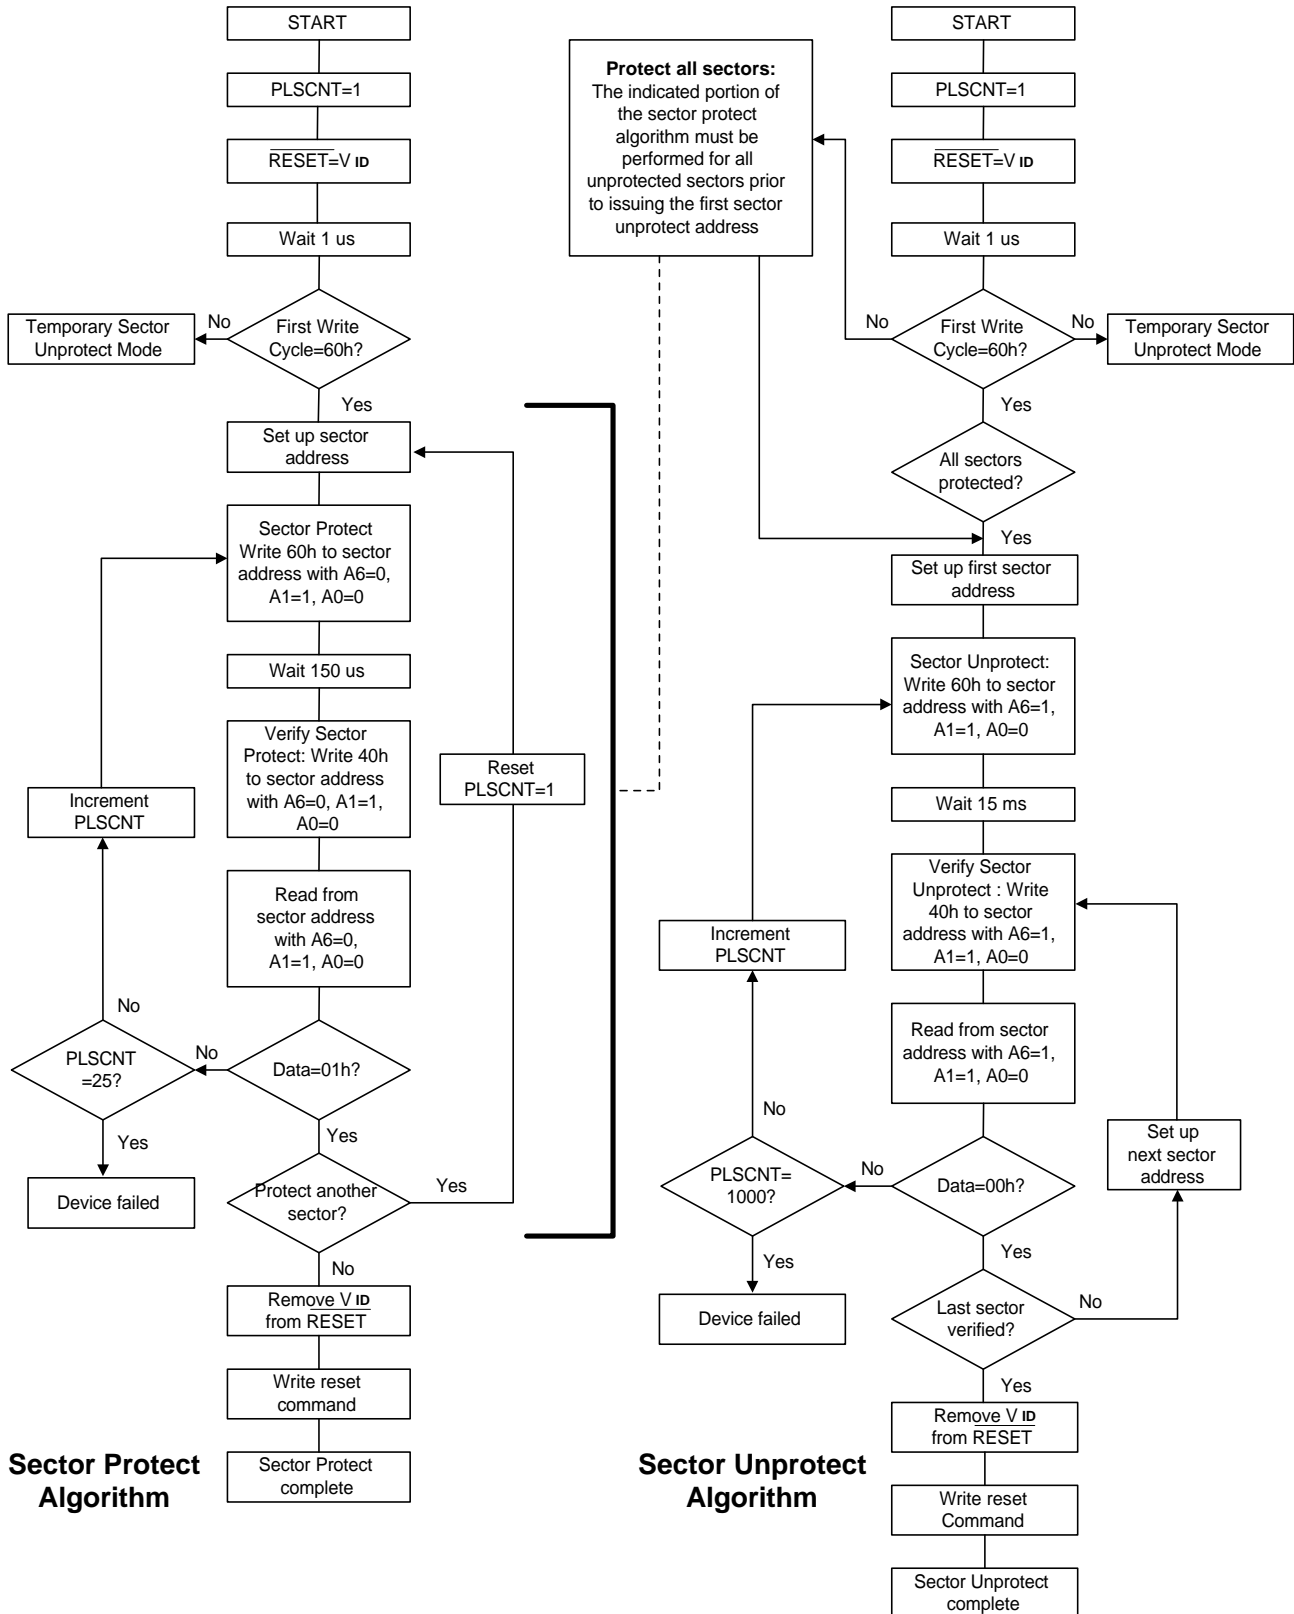 START
PLSCNT=1
RESET=V ID
Wait 1 us
First Write
Cycle=60h?
No
Temporary Sector
Unprotect Mode
Yes
Set up sector
address
Sector Protect
Write 60h to sector
address with A6=0,
A1=1, A0=0
Wait 150 us
Verify Sector
Protect: Write 40h
to sector address
with A6=0, A1=1,
A0=0
Reset
PLSCNT=1
Increment
PLSCNT
Read from
sector address
with A6=0,
A1=1, A0=0
No
PLSCNT
=25?
No
Data=01h?
Yes
Yes
Device failed
Protect another
sector?
Yes
No
Remove V ID
from RESET
Write reset
command
Sector Protect
complete
Sector Protect
Algorithm
Protect all sectors:
The indicated portion of
the sector protect
algorithm must be
performed for all
unprotected sectors prior
to issuing the first sector
unprotect address
START
PLSCNT=1
RESET=V ID
Wait 1 us
No
First Write
Cycle=60h?
No
Temporary Sector
Unprotect Mode
Yes
All sectors
protected?
Yes
Set up first sector
address
Sector Unprotect:
Write 60h to sector
address with A6=1,
A1=1, A0=0
Wait 15 ms
Verify Sector
Unprotect : Write
40h to sector
address with A6=1,
A1=1, A0=0
Increment
PLSCNT
Read from sector
address with A6=1,
A1=1, A0=0
No
Set up
next sector
address
PLSCNT=
1000?
No
Data=00h?
Yes
Yes
Device failed
Last sector
verified?
No
Yes
Remove V ID
from RESET
Write reset
Command
Sector Unprotect
complete
Sector Unprotect
Algorithm